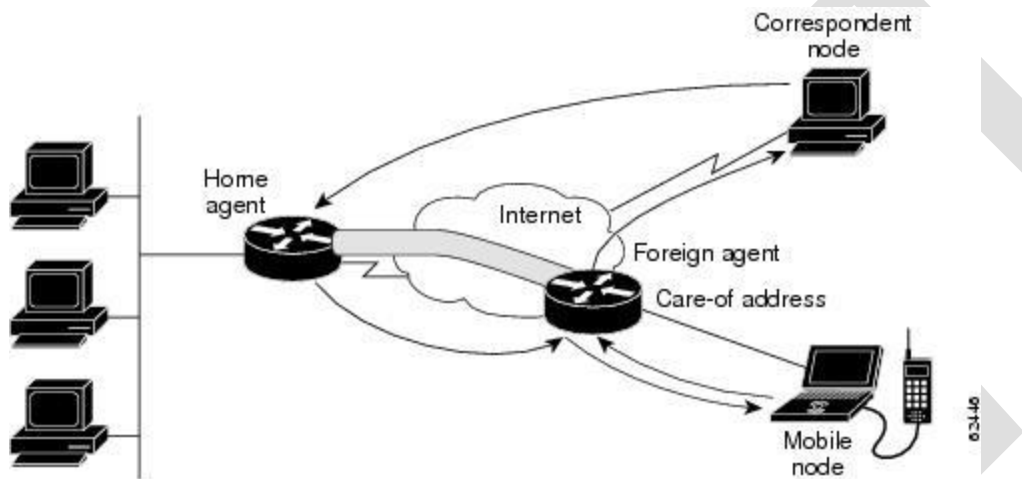 Correspondent
node
Home
agent
Internet
Foreign agent
Care-of address
Mobile
node
62446